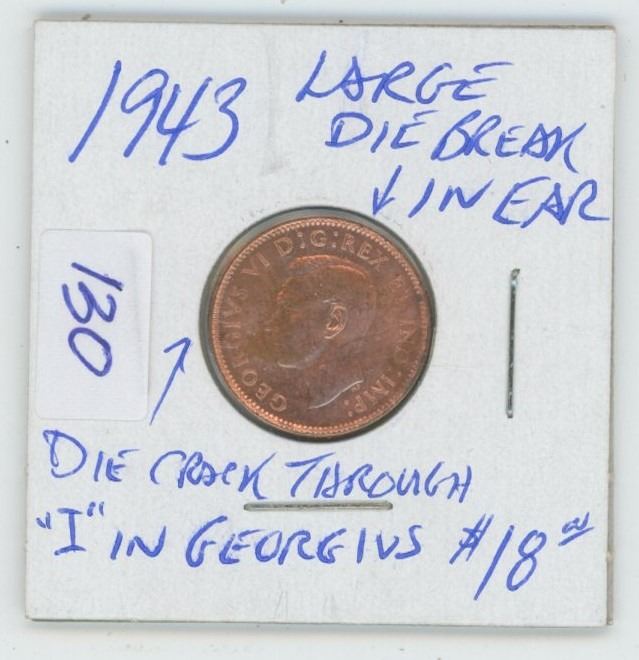 1943
LARGE
DIE BREAK
↓ IN EAR
130
GEORGIVS VI D:G:REX ET IND:IMP:
DIE CRACK THROUGH
"I" IN GEORGIVS $18.00